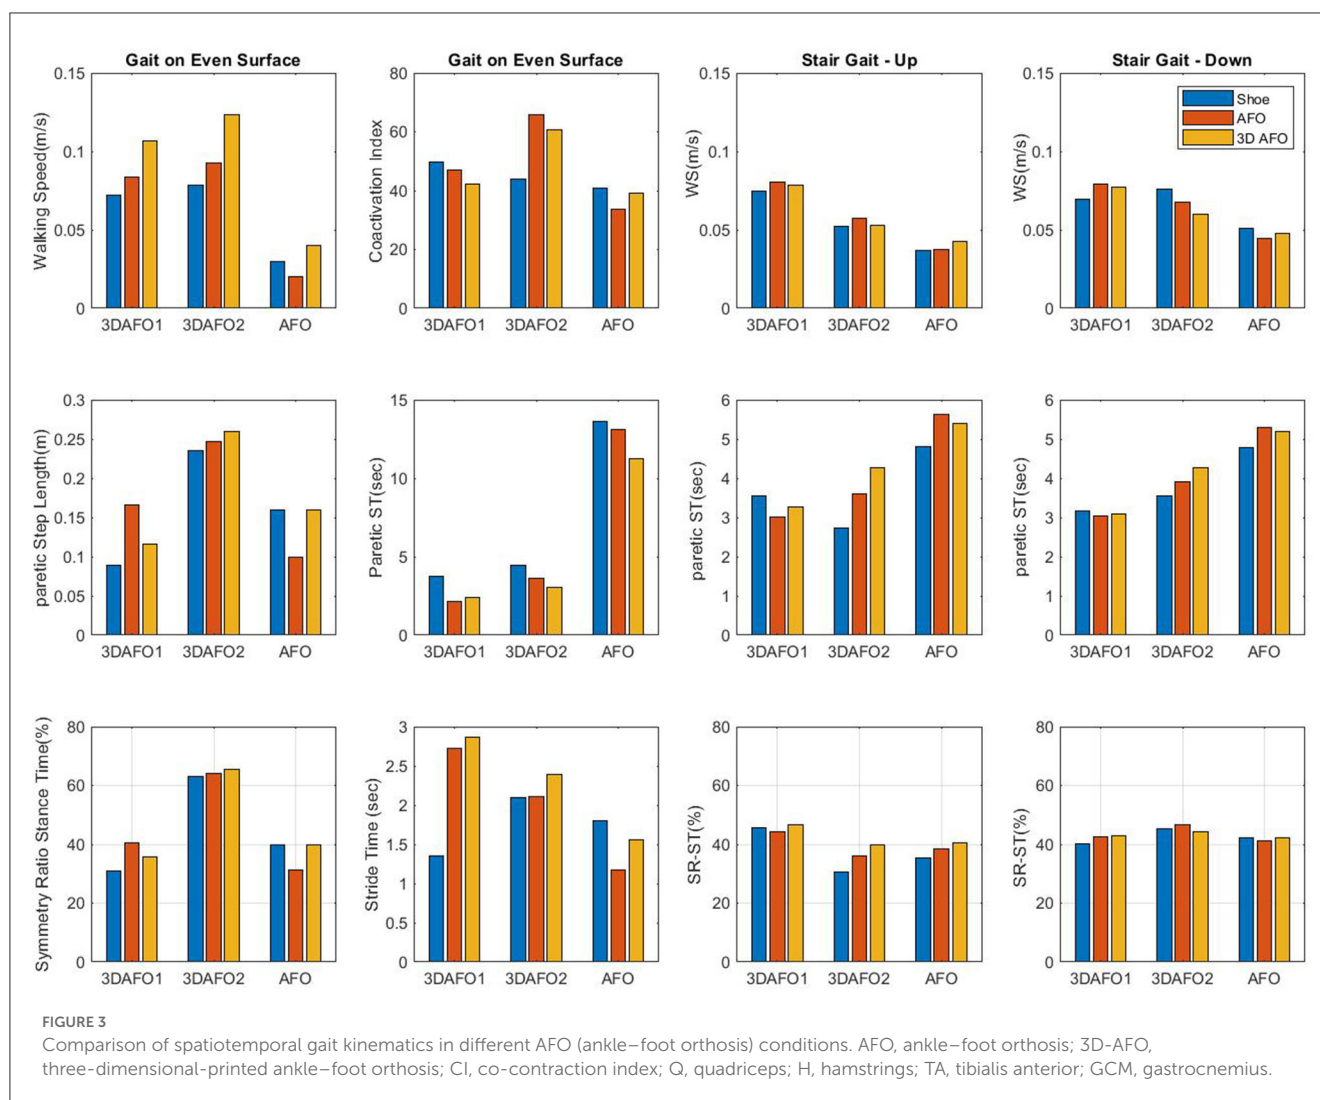 Gait on Even Surface
Gait on Even Surface
Stair Gait - Up
Stair Gait - Down
0.15
0.1
0.05
0
Walking Speed(m/s)
3DAFO1 3DAFO2 AFO
80
60
40
20
0
Coactivation Index
3DAFO1 3DAFO2 AFO
0.15
0.1
0.05
0
WS(m/s)
3DAFO1 3DAFO2 AFO
0.15
0.1
0.05
0
WS(m/s)
Shoe
AFO
3D AFO
3DAFO1 3DAFO2 AFO
0.3
0.25
0.2
0.15
0.1
0.05
0
paretic Step Length(m)
3DAFO1 3DAFO2 AFO
15
10
5
0
Paretic ST(sec)
3DAFO1 3DAFO2 AFO
6
5
4
3
2
1
0
paretic ST(sec)
3DAFO1 3DAFO2 AFO
6
5
4
3
2
1
0
paretic ST(sec)
3DAFO1 3DAFO2 AFO
80
60
40
20
0
Symmetry Ratio Stance Time(%)
3DAFO1 3DAFO2 AFO
3
2.5
2
1.5
1
0.5
0
Stride Time (sec)
3DAFO1 3DAFO2 AFO
80
60
40
20
0
SR-ST(%)
3DAFO1 3DAFO2 AFO
80
60
40
20
0
SR-ST(%)
3DAFO1 3DAFO2 AFO
FIGURE 3
Comparison of spatiotemporal gait kinematics in different AFO (ankle–foot orthosis) conditions. AFO, ankle–foot orthosis; 3D-AFO,
three-dimensional-printed ankle–foot orthosis; CI, co-contraction index; Q, quadriceps; H, hamstrings; TA, tibialis anterior; GCM, gastrocnemius.